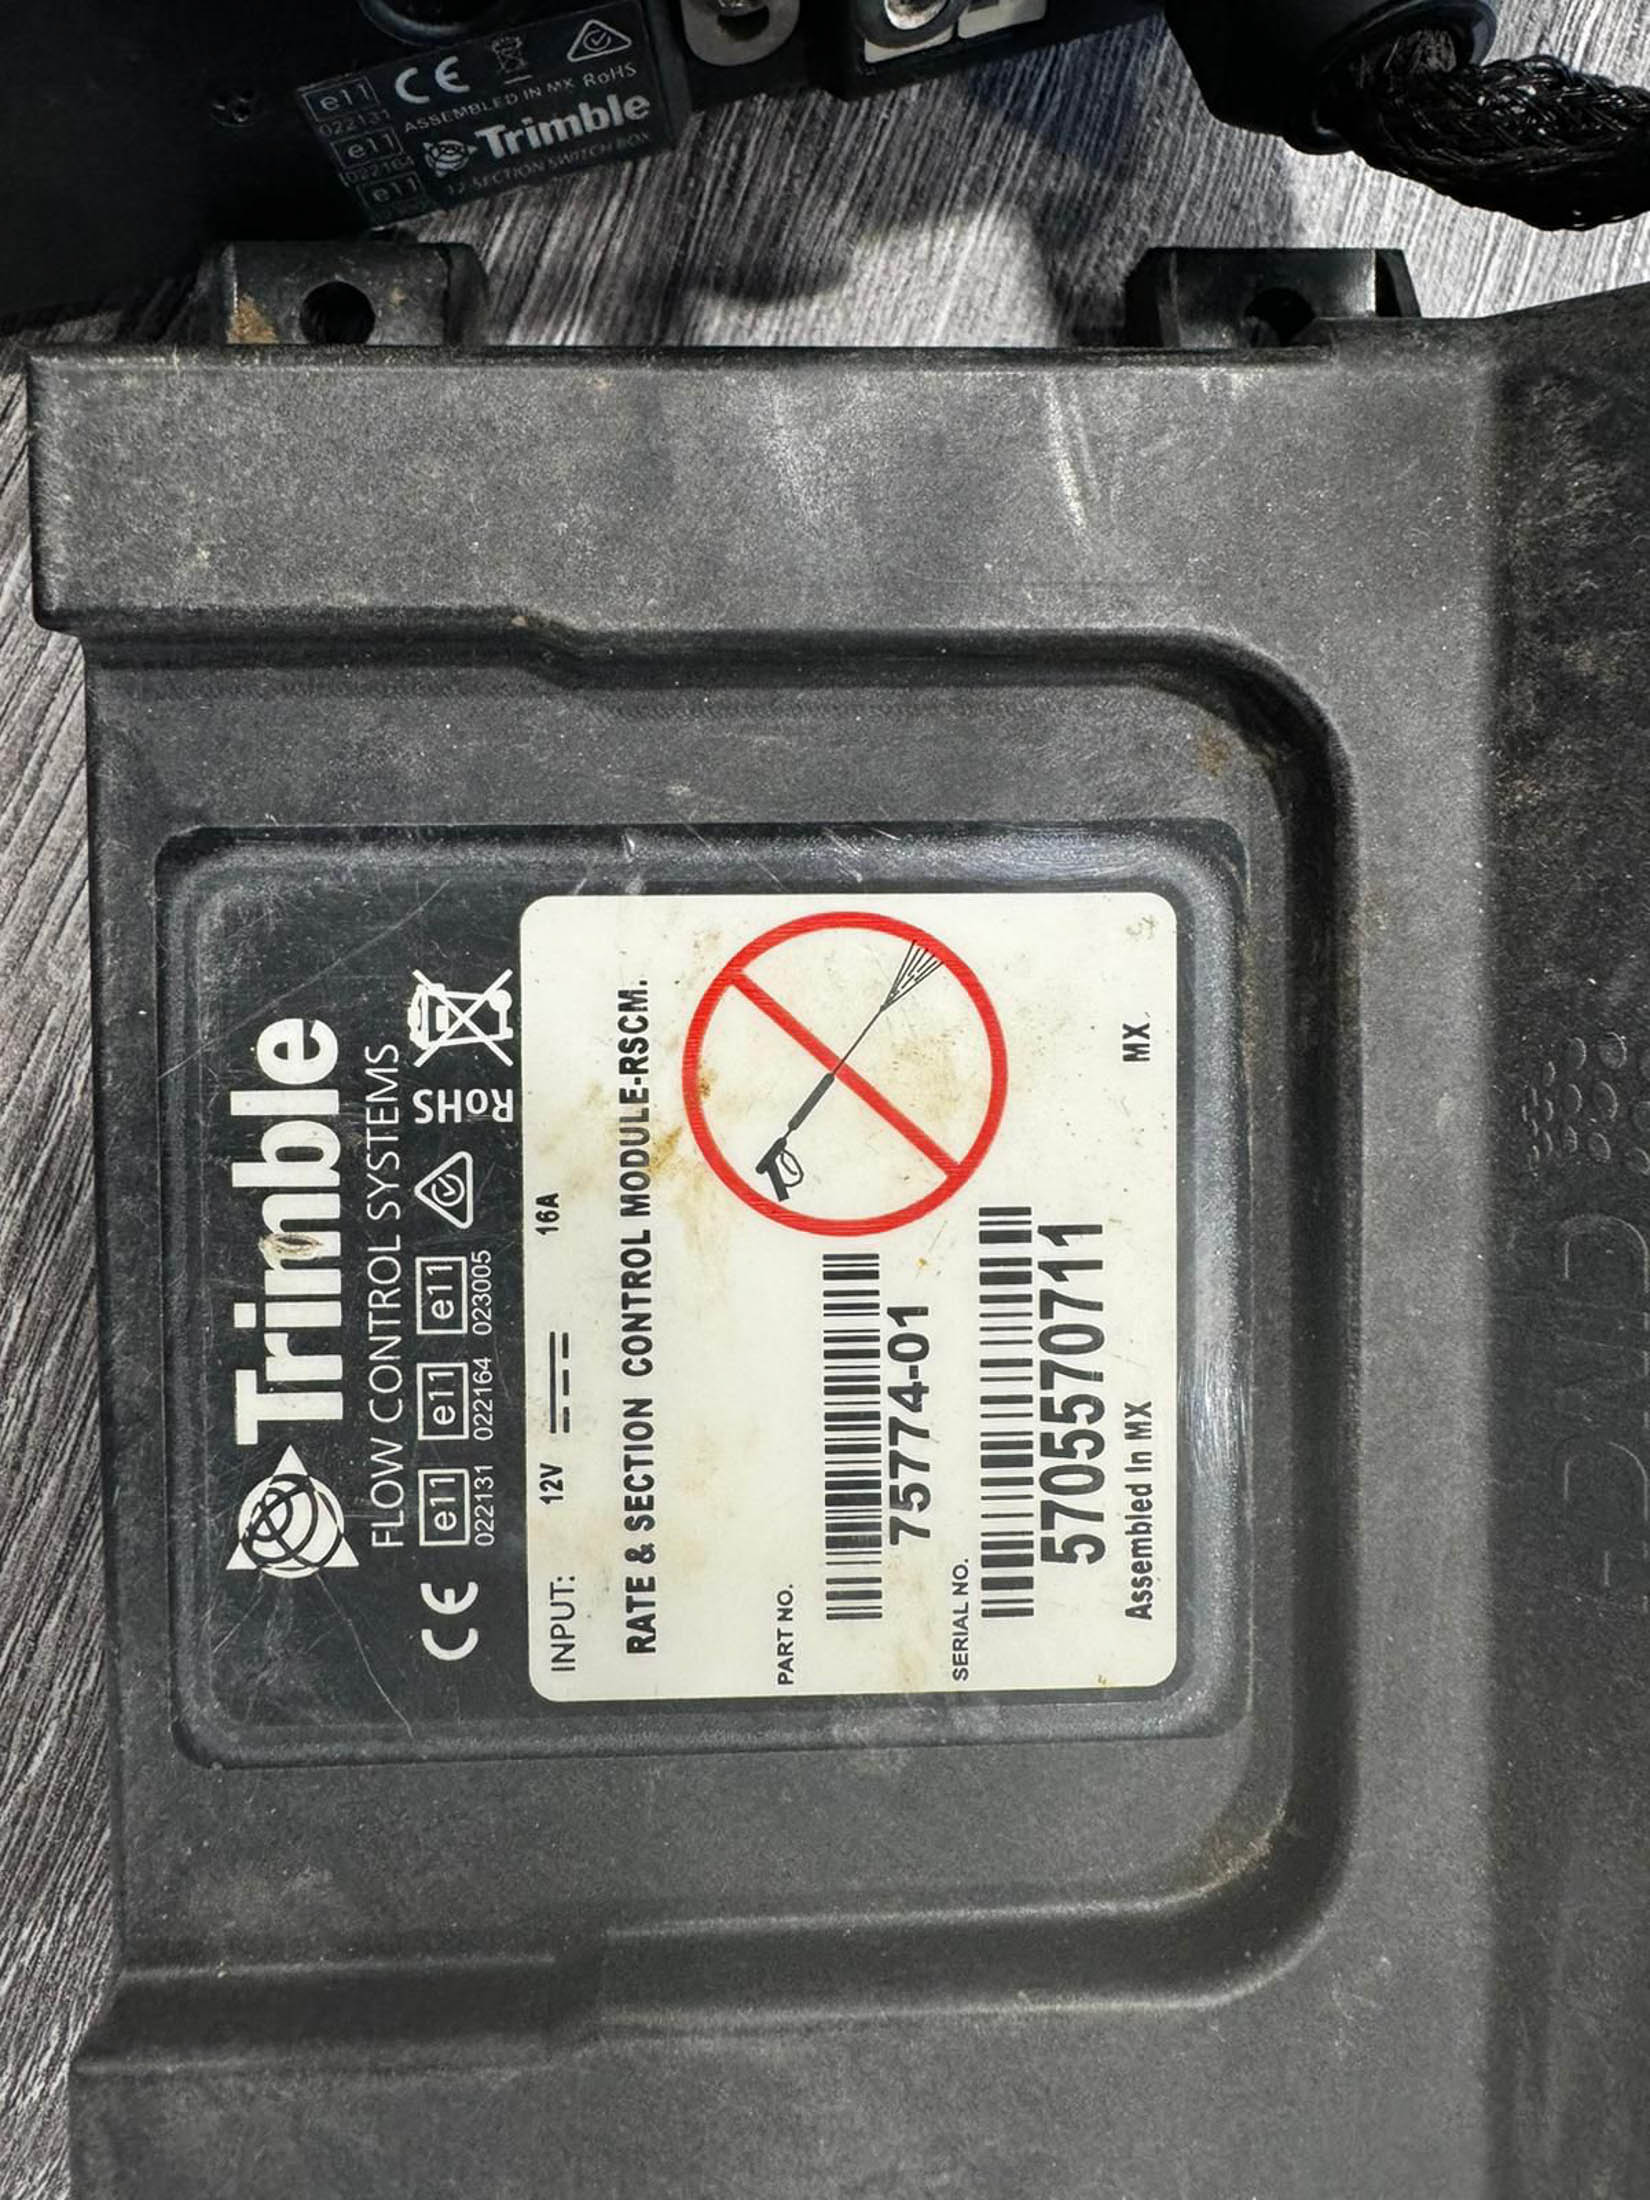 e11
022131
e11
022164
e11
CE
ASSEMBLED IN MX RoHS
Trimble
12 SECTION SWITCH BOX
Trimble
FLOW CONTROL SYSTEMS
CE
e11
022131
e11
022164
e11
023005
RoHS
INPUT: 12V 16A
RATE & SECTION CONTROL MODULE-RSCM.
PART NO.
75774-01
SERIAL NO.
5705570711
Assembled In MX MX